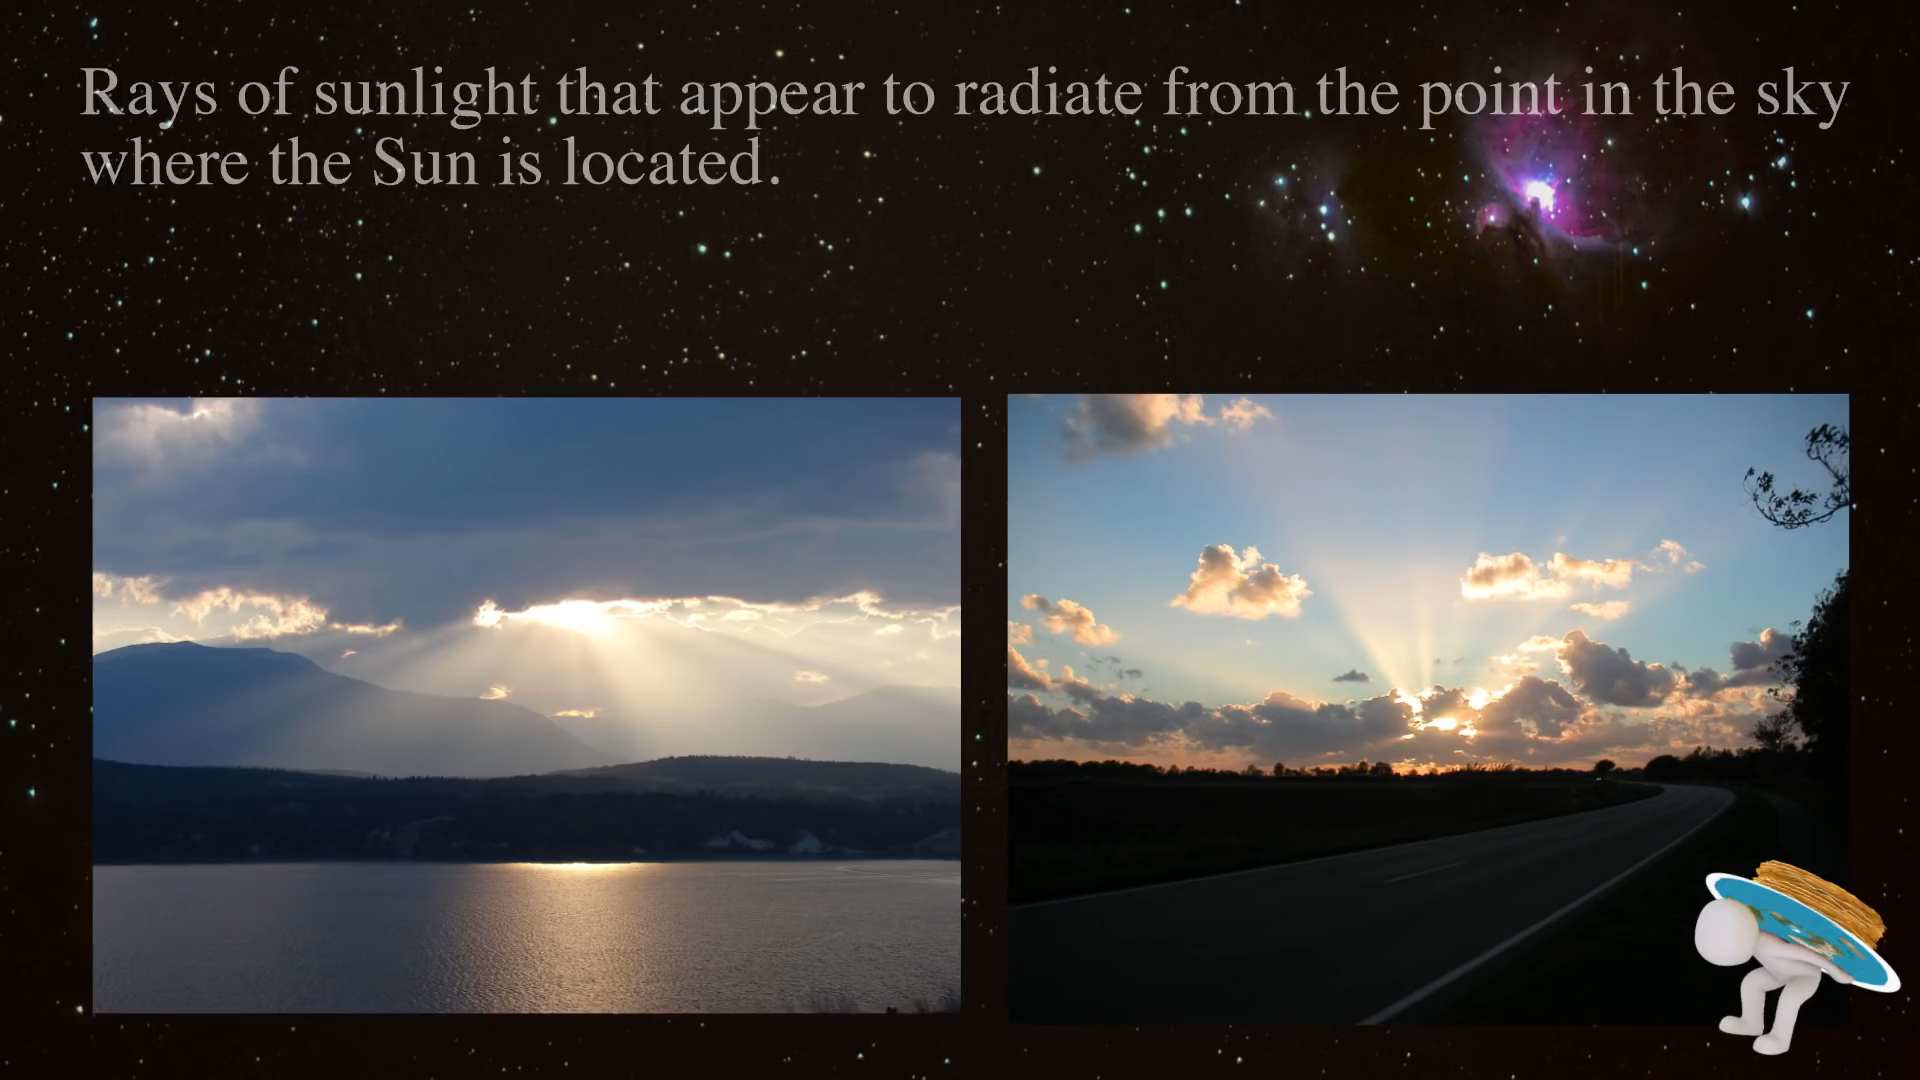 Rays of sunlight that appear to radiate from the point in the sky
where the Sun is located.